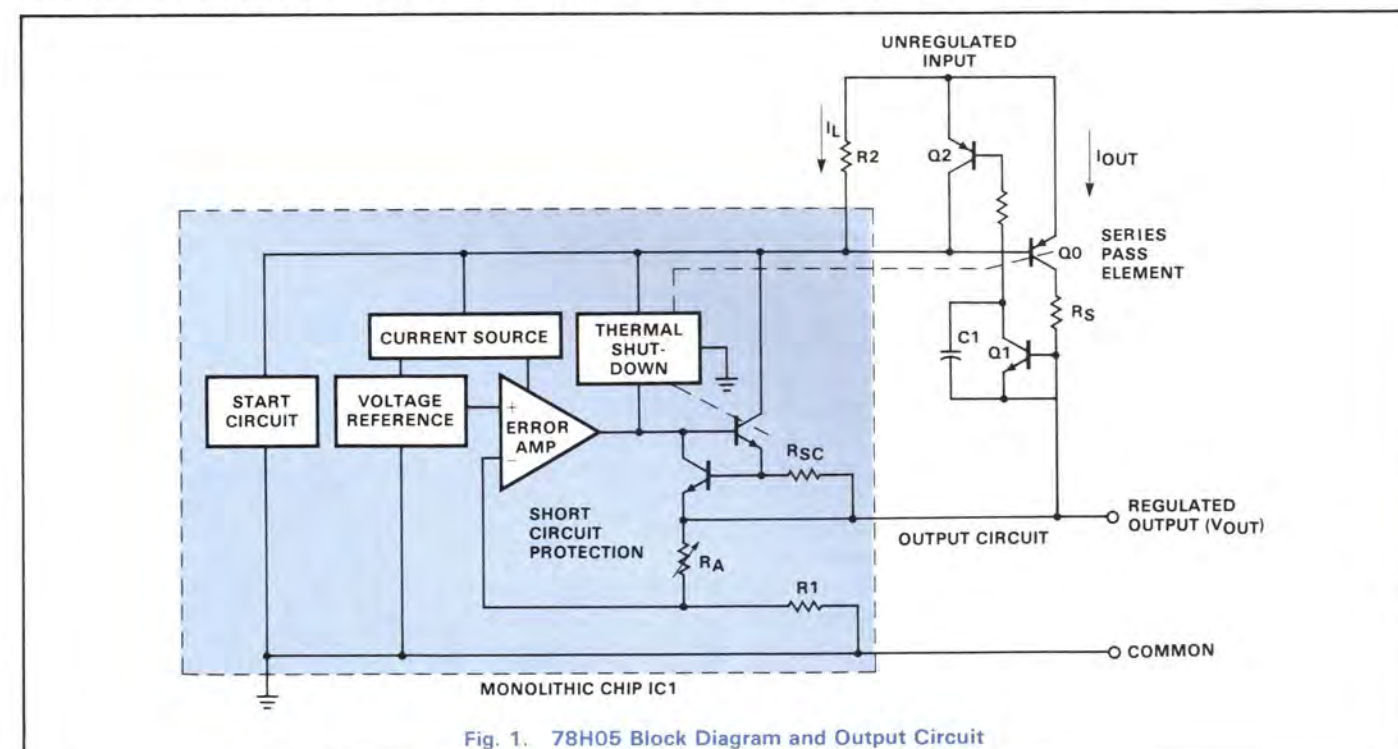 UNREGULATED
INPUT
IL
R2
Q2
IOUT
Q0
SERIES
PASS
ELEMENT
RS
C1
Q1
CURRENT SOURCE
THERMAL
SHUT-
DOWN
START
CIRCUIT
VOLTAGE
REFERENCE
+
ERROR
AMP
−
RSC
SHORT
CIRCUIT
PROTECTION
RA
R1
OUTPUT CIRCUIT
REGULATED
OUTPUT (VOUT)
COMMON
MONOLITHIC CHIP IC1
Fig. 1. 78H05 Block Diagram and Output Circuit